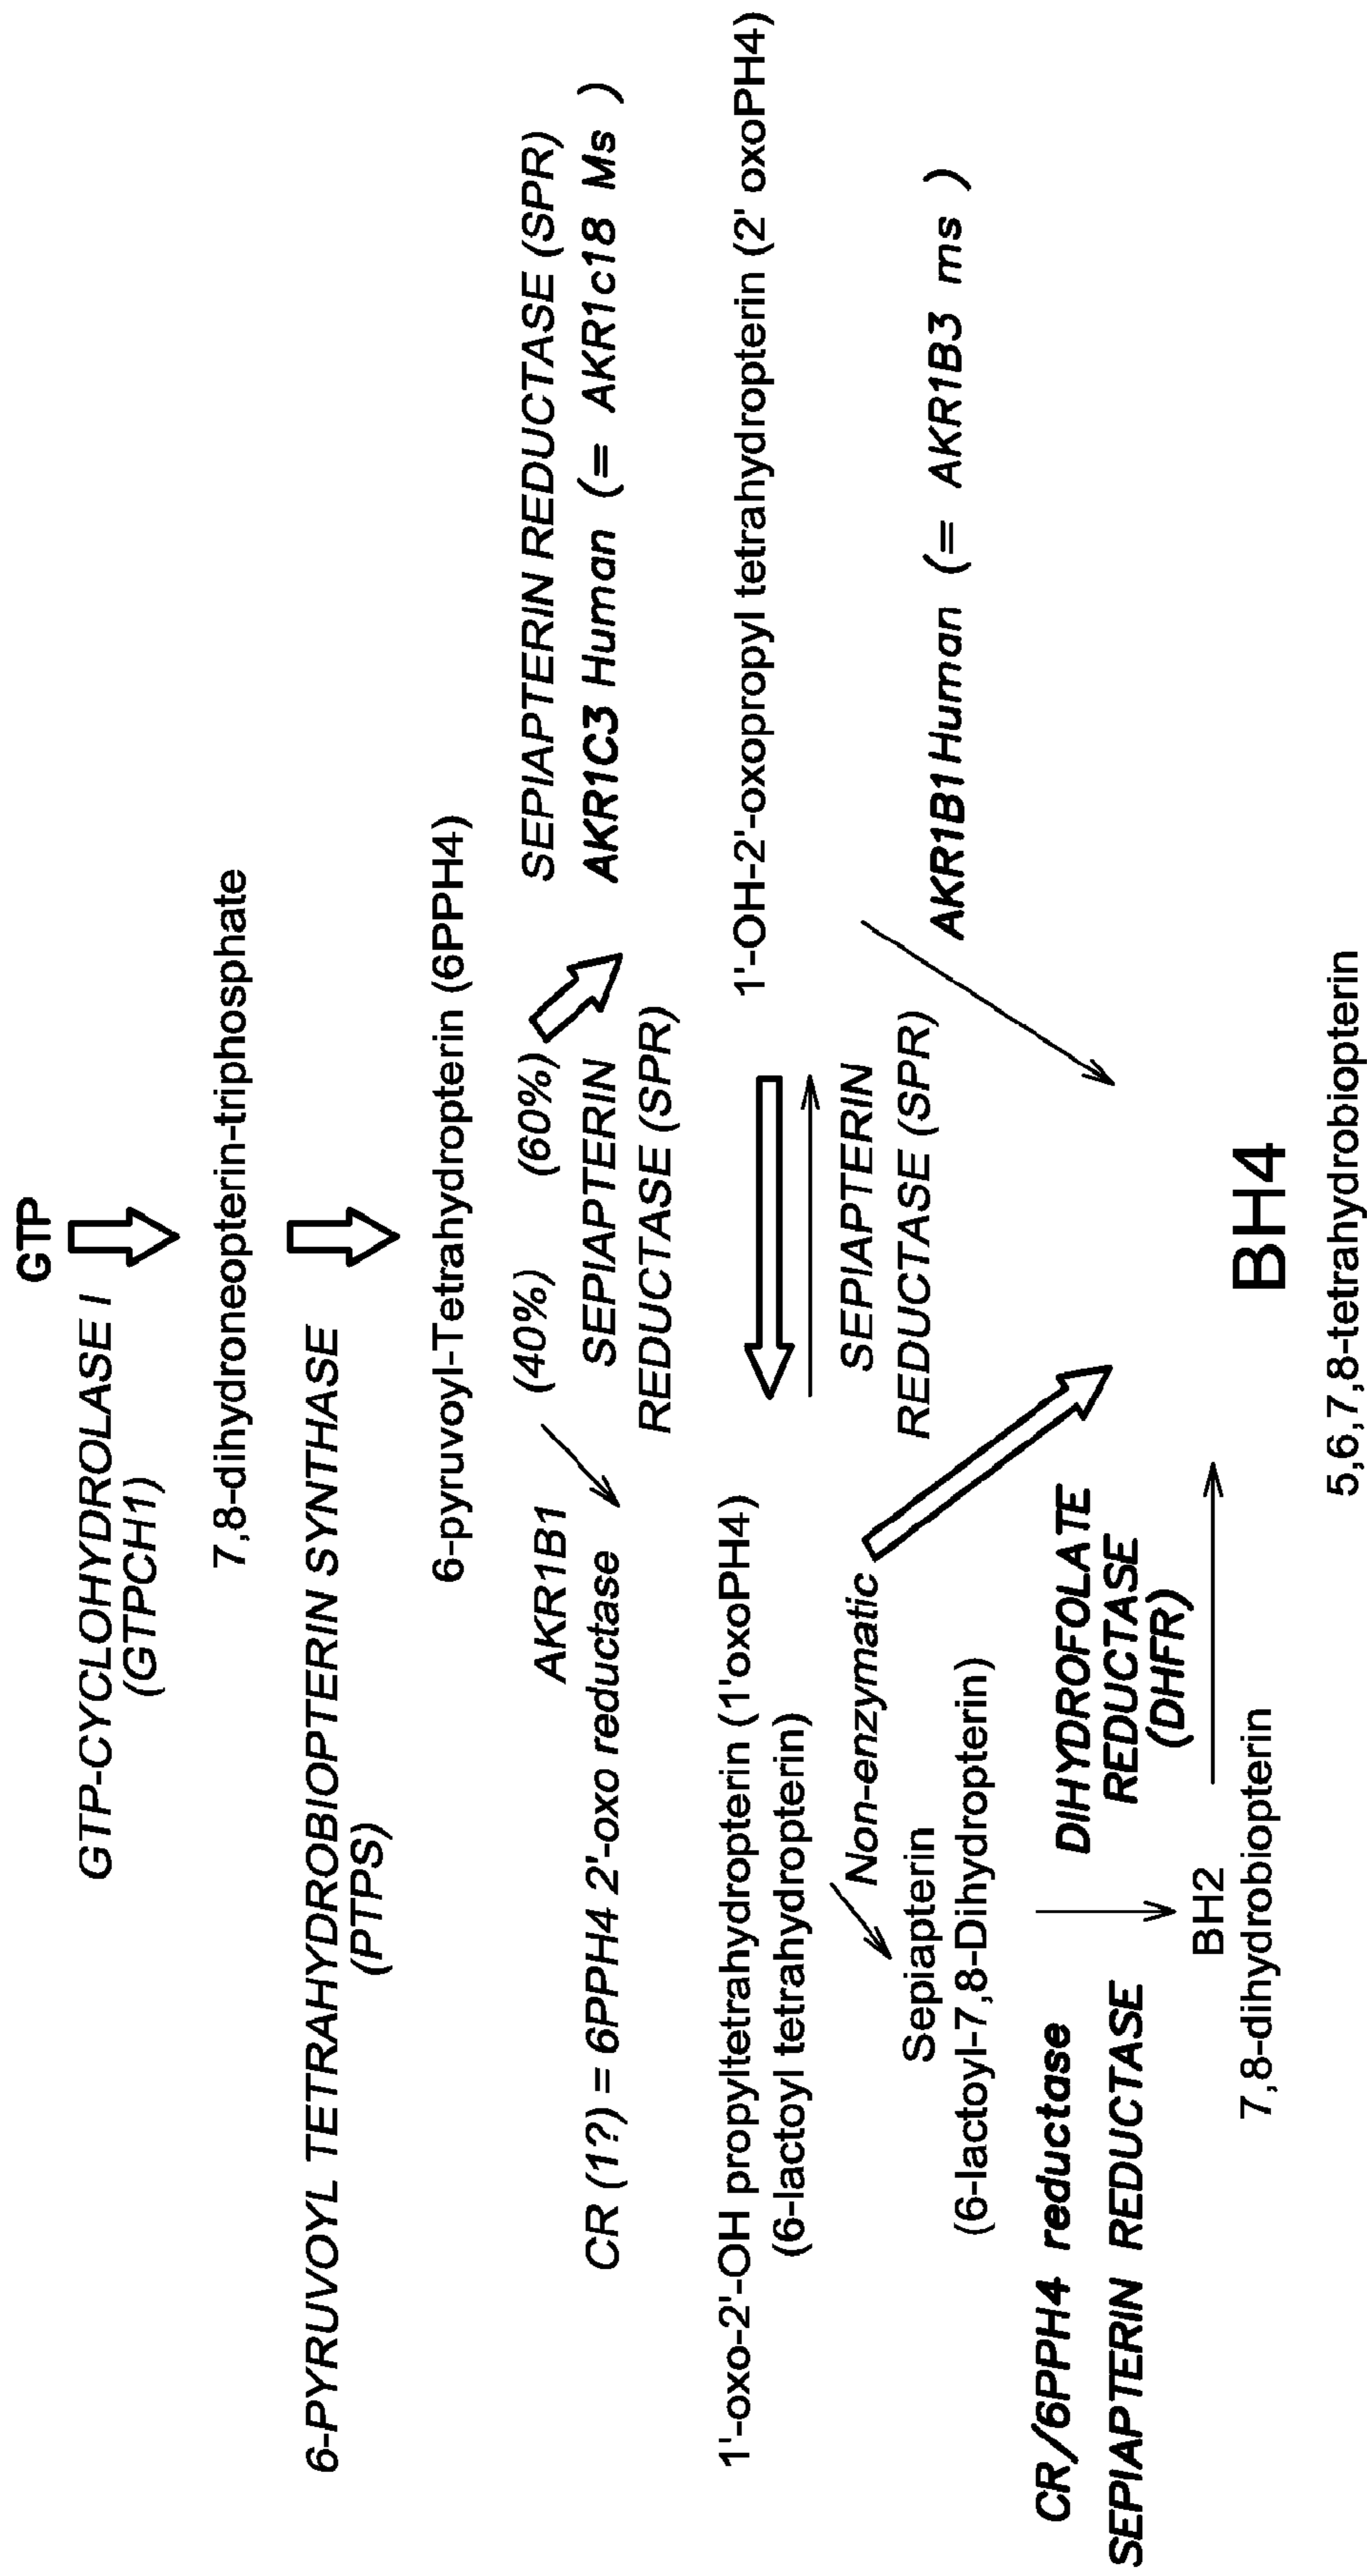 GTP
GTP-CYCLOHYDROLASE I
(GTPCH1)
7,8-dihydroneopterin-triphosphate
6-PYRUVOYL TETRAHYDROBIOPTERIN SYNTHASE
(PTPS)
6-pyruvoyl-Tetrahydropterin (6PPH4)
(40%)
(60%)
AKR1B1
CR (1?) = 6PPH4 2'-oxo reductase
SEPIAPTERIN
REDUCTASE (SPR)
SEPIAPTERIN REDUCTASE (SPR)
AKR1C3 Human (= AKR1c18 Ms )
1'-oxo-2'-OH propyltetrahydropterin (1'oxoPH4)
(6-lactoyl tetrahydropterin)
1'-OH-2'-oxopropyl tetrahydropterin (2' oxoPH4)
SEPIAPTERIN
REDUCTASE (SPR)
Non-enzymatic
AKR1B1 Human (= AKR1B3 ms )
Sepiapterin
(6-lactoyl-7,8-Dihydropterin)
CR/6PPH4 reductase
SEPIAPTERIN REDUCTASE
DIHYDROFOLATE
REDUCTASE
(DHFR)
BH2
7,8-dihydrobiopterin
BH4
5,6,7,8-tetrahydrobiopterin